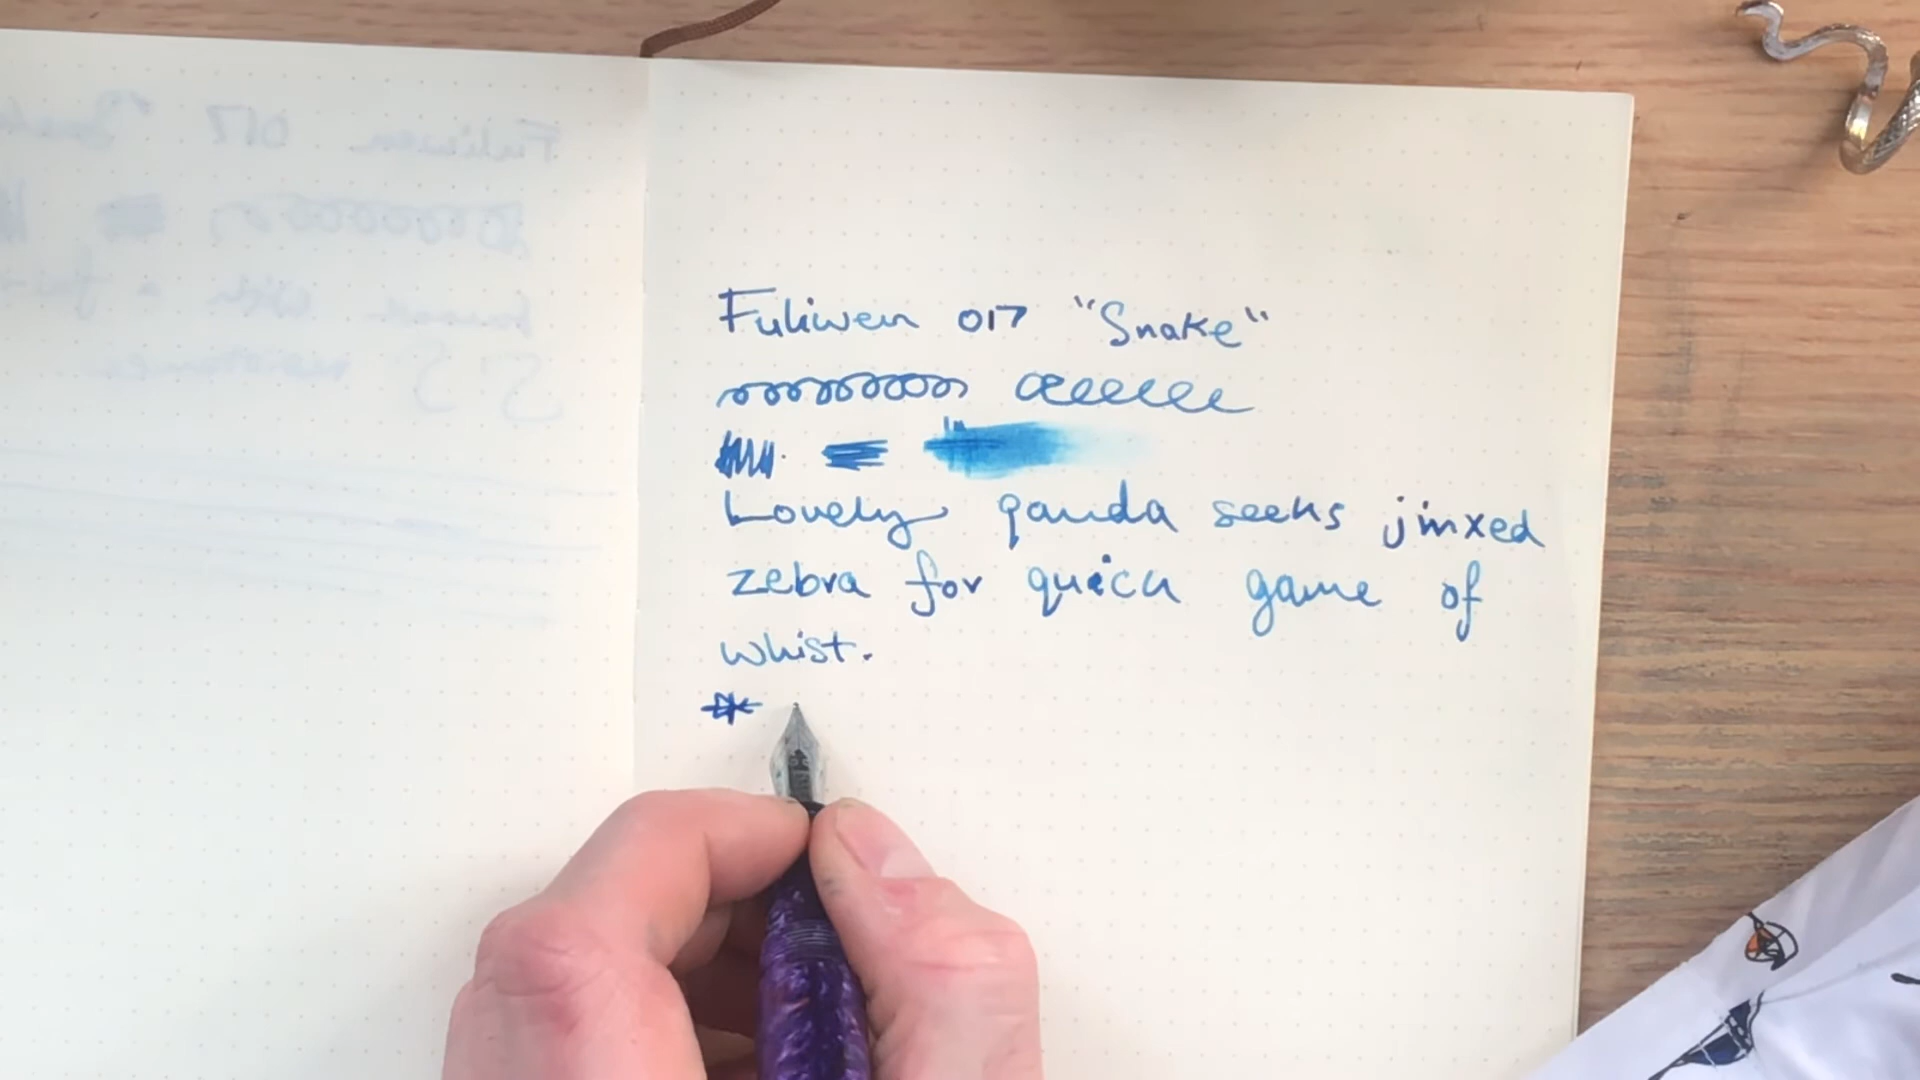 Fuliwen 017 "Snake"
Lovely panda seeks jinxed
zebra for quick game of
whist.